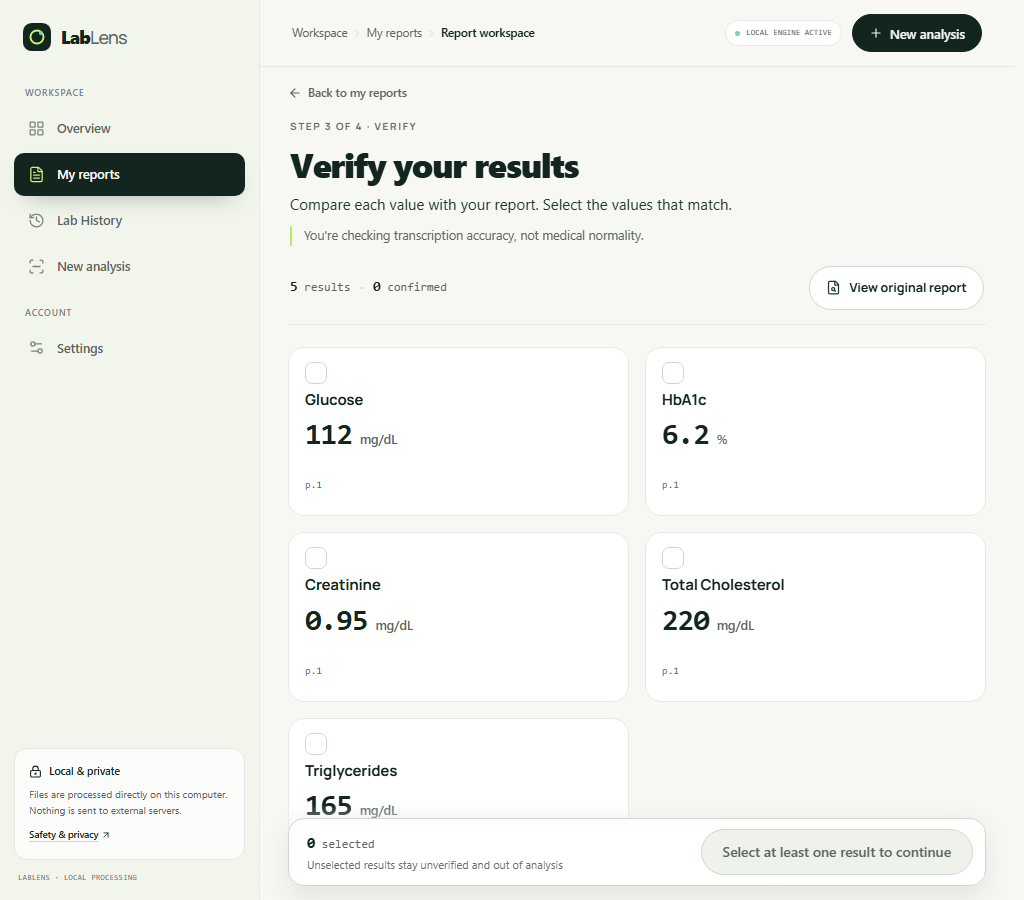 LabLens
WORKSPACE
Overview
My reports
Lab History
New analysis
ACCOUNT
Settings
Local & private
Files are processed directly on this computer.
Nothing is sent to external servers.
Safety & privacy
LABLENS · LOCAL PROCESSING
Workspace › My reports › Report workspace
LOCAL ENGINE ACTIVE
+ New analysis
← Back to my reports
STEP 3 OF 4 · VERIFY
Verify your results
Compare each value with your report. Select the values that match.
You're checking transcription accuracy, not medical normality.
5 results · 0 confirmed
View original report
Glucose
112 mg/dL
p.1
HbA1c
6.2 %
p.1
Creatinine
0.95 mg/dL
p.1
Total Cholesterol
220 mg/dL
p.1
Triglycerides
165 mg/dL
0 selected
Unselected results stay unverified and out of analysis
Select at least one result to continue